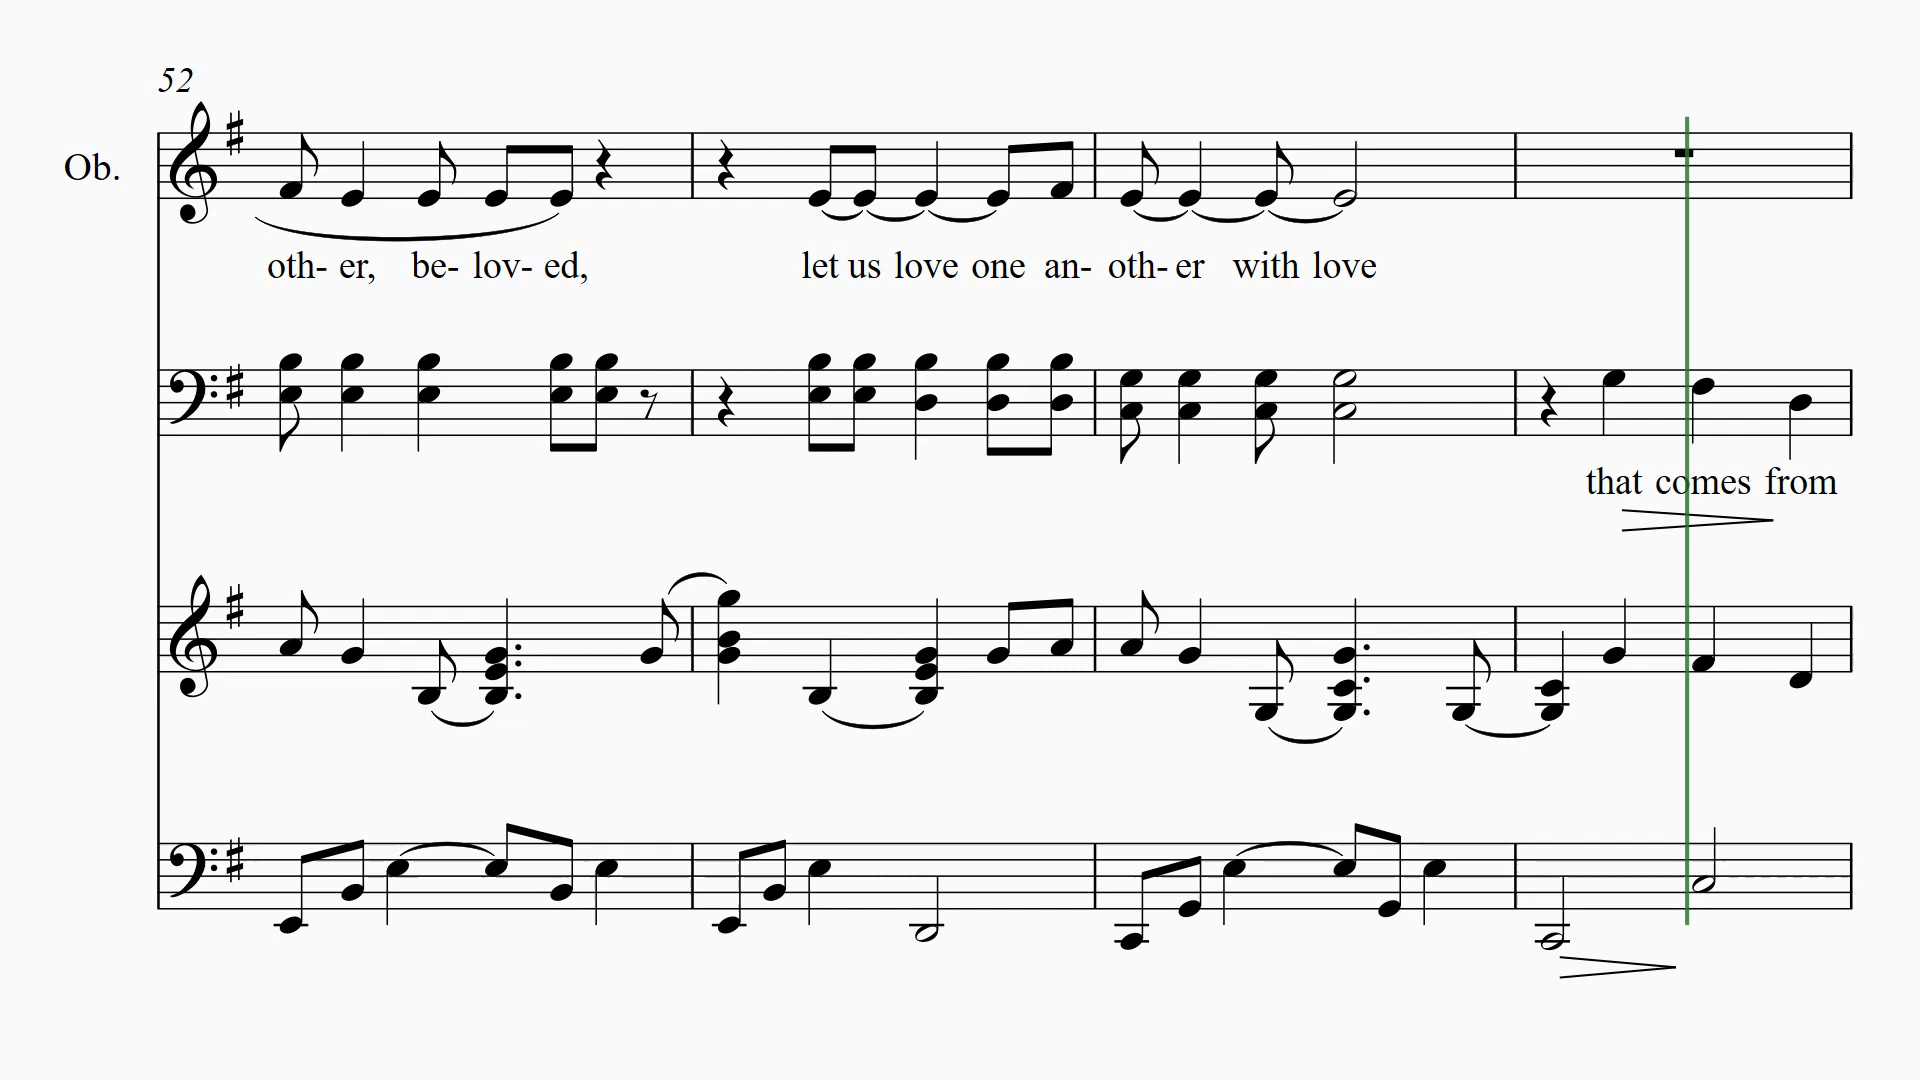 52
Ob.
oth- er, be- lov- ed, let us love one an- oth- er with love
that comes from